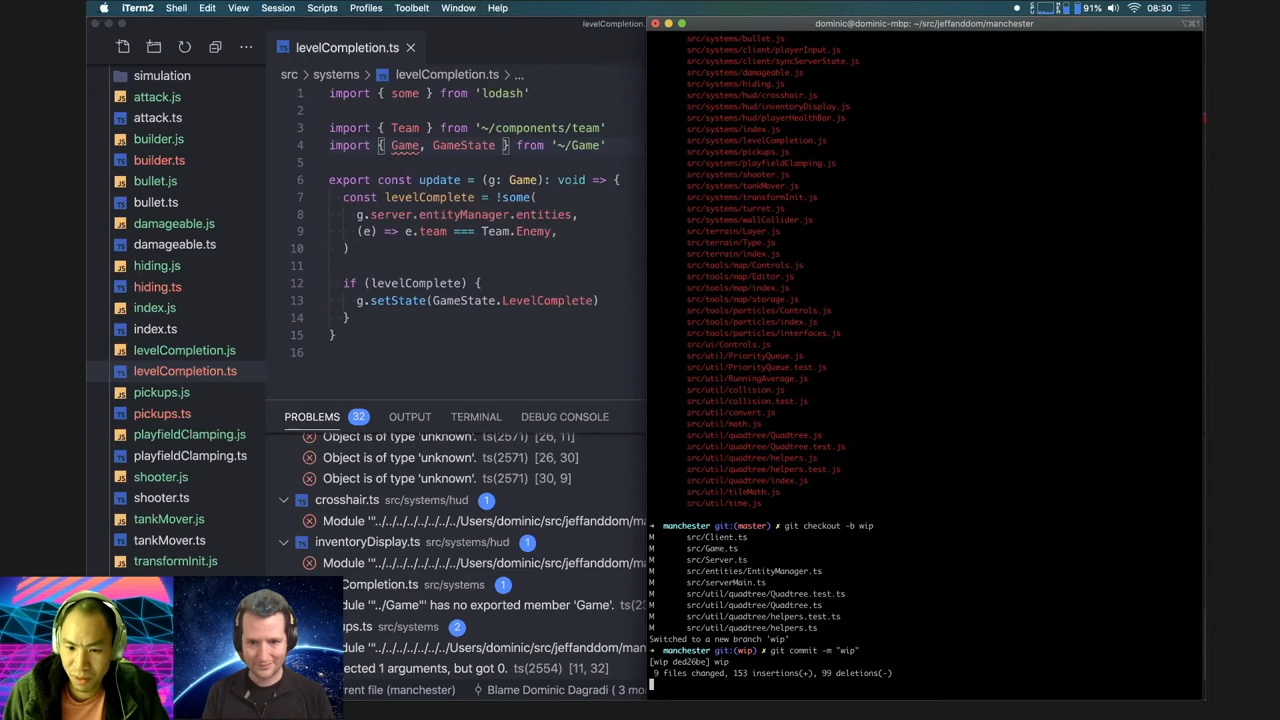 iTerm2 Shell Edit View Session Scripts Profiles Toolbelt Window Help 91% 08:30
levelCompletion. dominic@dominic-mbp: ~/src/jeffanddom/manchester ⌥⌘1
simulation
attack.js
attack.ts
builder.js
builder.ts
bullet.js
bullet.ts
damageable.js
damageable.ts
hiding.js
hiding.ts
index.js
index.ts
levelCompletion.js
levelCompletion.ts
pickups.js
pickups.ts
playfieldClamping.js
playfieldClamping.ts
shooter.js
shooter.ts
tankMover.js
tankMover.ts
transformInit.js
levelCompletion.ts
src › systems › levelCompletion.ts › ...
1 import { some } from 'lodash'
2
3 import { Team } from '~/components/team'
4 import { Game, GameState } from '~/Game'
5
6 export const update = (g: Game): void => {
7 const levelComplete = !some(
8 g.server.entityManager.entities,
9 (e) => e.team === Team.Enemy,
10 )
11
12 if (levelComplete) {
13 g.setState(GameState.LevelComplete)
14 }
15 }
16
PROBLEMS 32 OUTPUT TERMINAL DEBUG CONSOLE
Object is of type 'unknown'. ts(2571) [26, 11]
Object is of type 'unknown'. ts(2571) [26, 30]
Object is of type 'unknown'. ts(2571) [30, 9]
crosshair.ts src/systems/hud 1
Module '"../../../../../../Users/dominic/src/jeffanddom/manchester
inventoryDisplay.ts src/systems/hud 1
Module '"../../../../../../Users/dominic/src/jeffanddom/manchester
Completion.ts src/systems 1
Module '"../Game"' has no exported member 'Game'. ts(23
ups.ts src/systems 2
ected 1 arguments, but got 0. ts(2554) [11, 32]
rent file (manchester) Blame Dominic Dagradi ( 3 mos
src/systems/bullet.js
src/systems/client/playerInput.js
src/systems/client/syncServerState.js
src/systems/damageable.js
src/systems/hiding.js
src/systems/hud/crosshair.js
src/systems/hud/inventoryDisplay.js
src/systems/hud/playerHealthBar.js
src/systems/index.js
src/systems/levelCompletion.js
src/systems/pickups.js
src/systems/playfieldClamping.js
src/systems/shooter.js
src/systems/tankMover.js
src/systems/transformInit.js
src/systems/turret.js
src/systems/wallCollider.js
src/terrain/Layer.js
src/terrain/Type.js
src/terrain/index.js
src/tools/map/Controls.js
src/tools/map/Editor.js
src/tools/map/index.js
src/tools/map/storage.js
src/tools/particles/Controls.js
src/tools/particles/index.js
src/tools/particles/interfaces.js
src/ui/Controls.js
src/util/PriorityQueue.js
src/util/PriorityQueue.test.js
src/util/RunningAverage.js
src/util/collision.js
src/util/collision.test.js
src/util/convert.js
src/util/math.js
src/util/quadtree/Quadtree.js
src/util/quadtree/Quadtree.test.js
src/util/quadtree/helpers.js
src/util/quadtree/helpers.test.js
src/util/quadtree/index.js
src/util/tileMath.js
src/util/time.js
➜ manchester git:(master) ✗ git checkout -b wip
M src/Client.ts
M src/Game.ts
M src/Server.ts
M src/entities/EntityManager.ts
M src/serverMain.ts
M src/util/quadtree/Quadtree.test.ts
M src/util/quadtree/Quadtree.ts
M src/util/quadtree/helpers.test.ts
M src/util/quadtree/helpers.ts
Switched to a new branch 'wip'
➜ manchester git:(wip) ✗ git commit -m "wip"
[wip ded26be] wip
9 files changed, 153 insertions(+), 99 deletions(-)